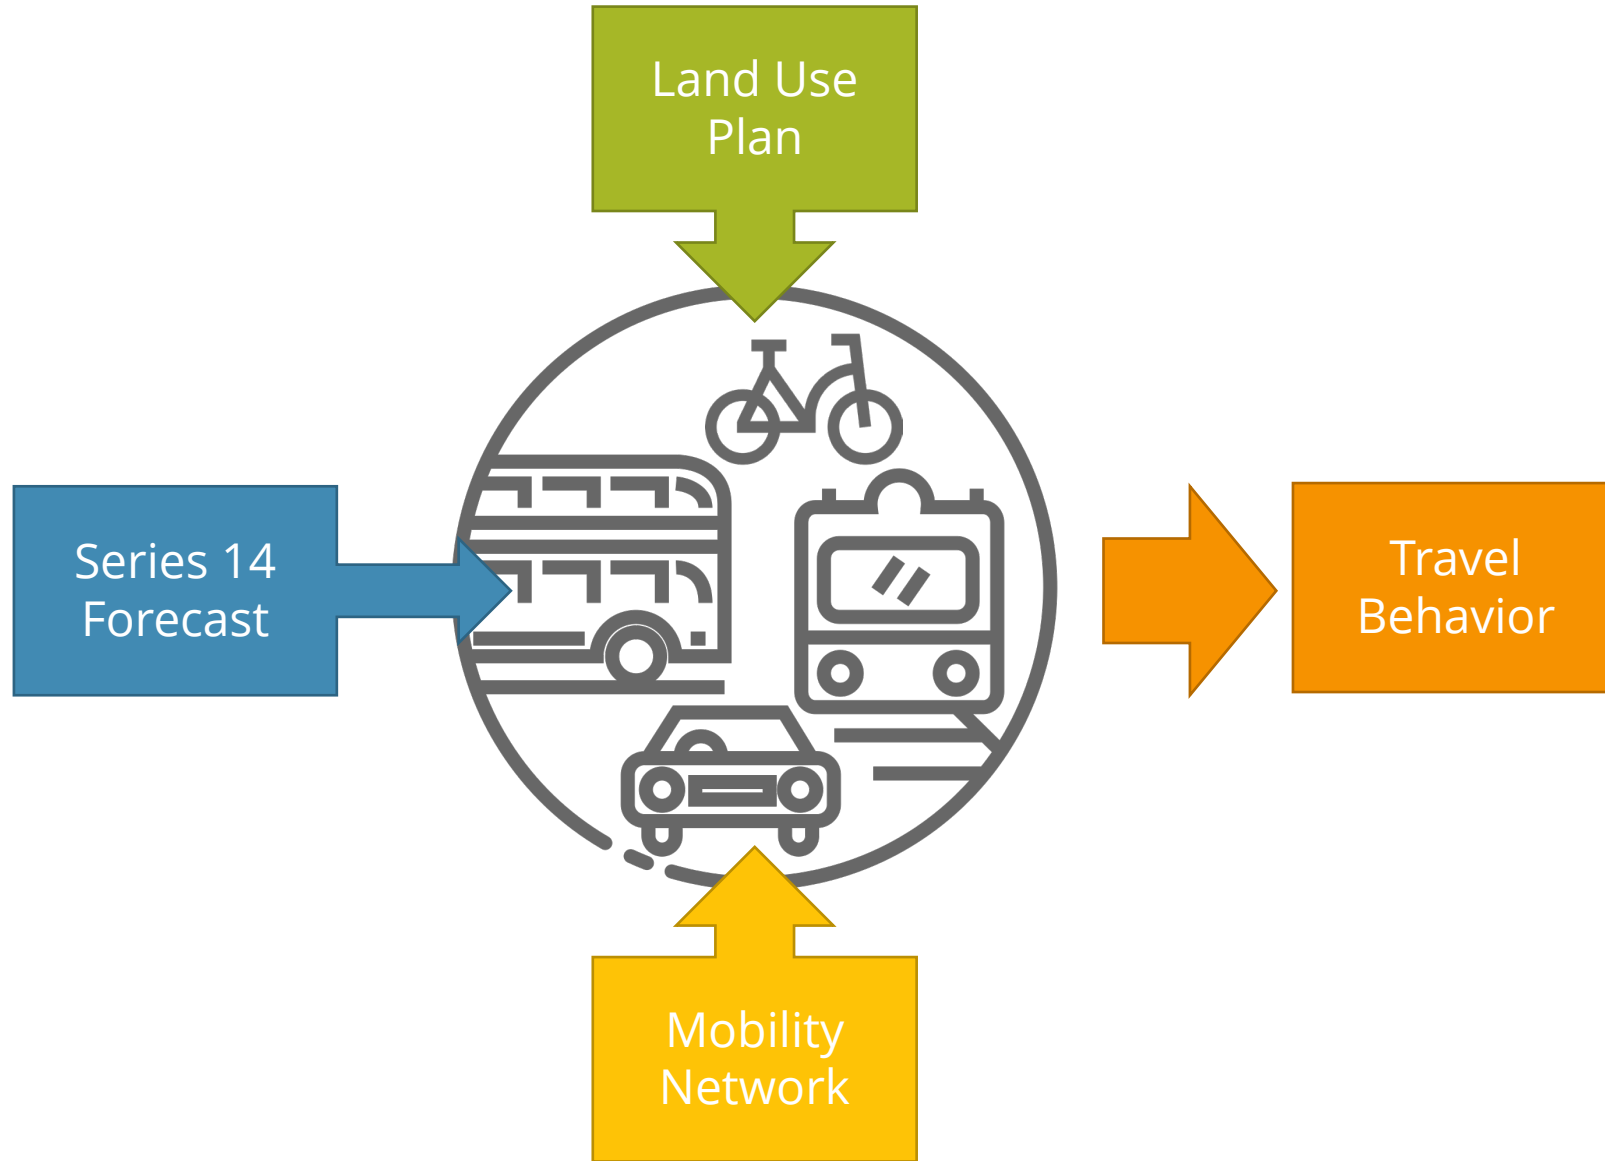 Land Use
Plan
Series 14
Forecast
Travel
Behavior
Mobility
Network